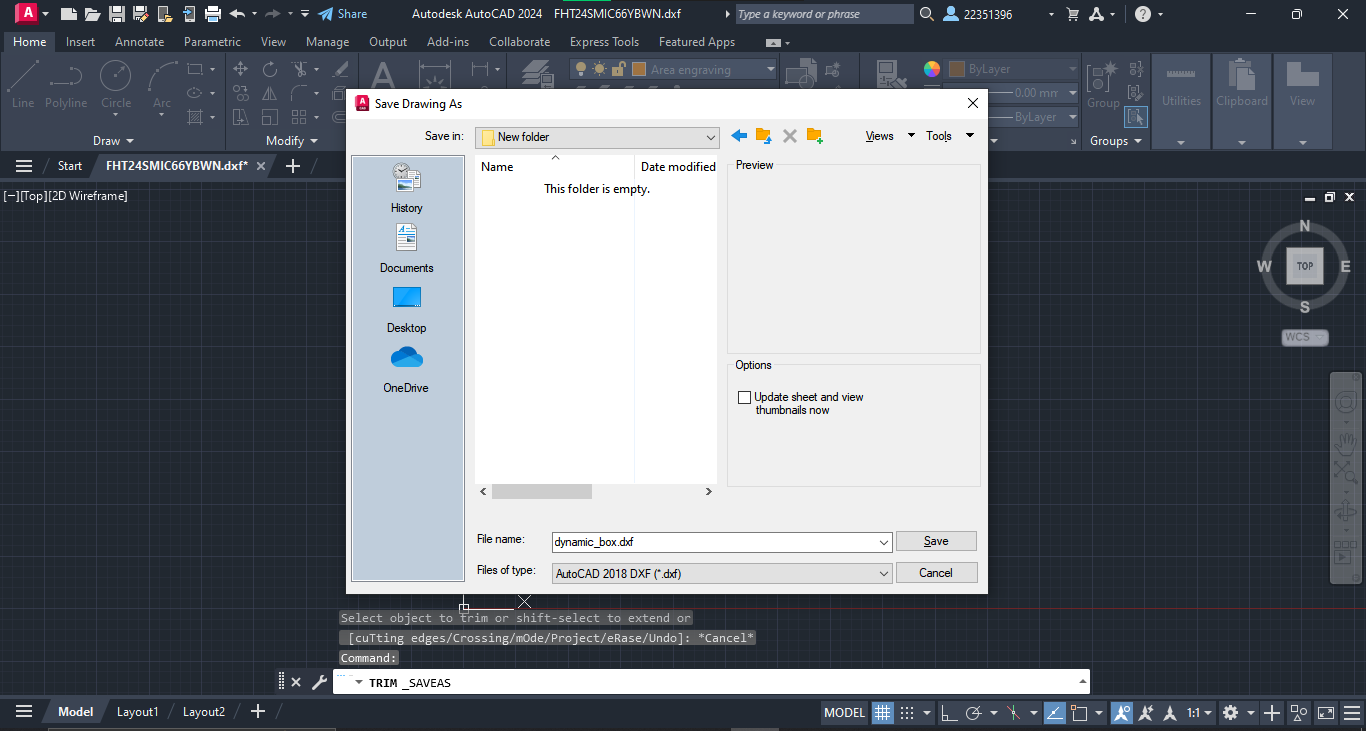 Share
Autodesk AutoCAD 2024 FHT24SMIC66YBWN.dxf
Type a keyword or phrase
22351396
Home Insert Annotate Parametric View Manage Output Add-ins Collaborate Express Tools Featured Apps
Area engraving
ByLayer
0.00 mm
ByLayer
Line Polyline Circle Arc
Group
Utilities Clipboard View
Draw
Modify
Groups
Start FHT24SMIC66YBWN.dxf*
[−][Top][2D Wireframe]
Save Drawing As
Save in: New folder
Views Tools
Name Date modified
This folder is empty.
Preview
History
Documents
Desktop
OneDrive
Options
Update sheet and view
thumbnails now
File name: dynamic_box.dxf
Save
Files of type: AutoCAD 2018 DXF (*.dxf)
Cancel
N
W TOP E
S
WCS
Select object to trim or shift-select to extend or
[cuTting edges/Crossing/mOde/Project/eRase/Undo]: *Cancel*
Command:
TRIM _SAVEAS
Model Layout1 Layout2
MODEL
1:1